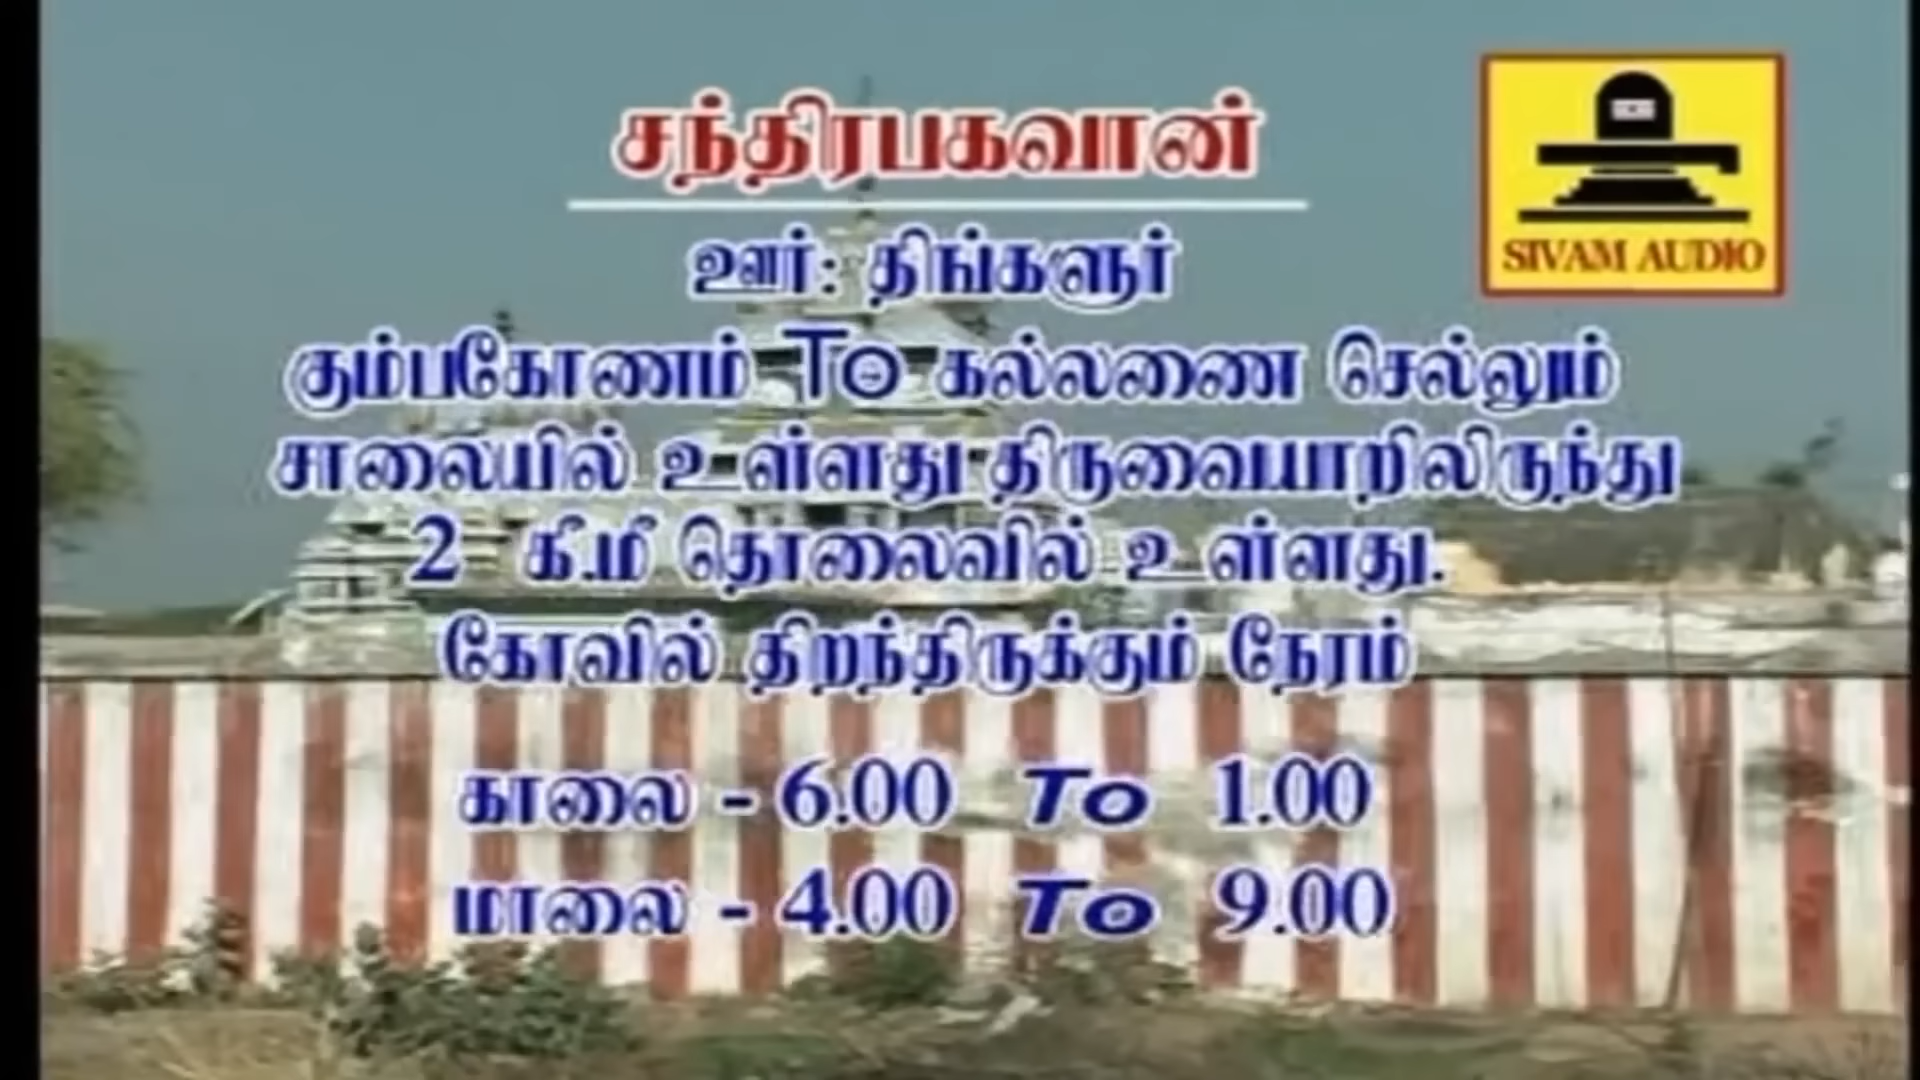 சந்திரபகவான்
SIVAM AUDIO
ஊர்: திங்களுர்
கும்பகோணம் To கல்லணை செல்லும்
சாலையில் உள்ளது திருவையாறிலிருந்து
2 கீ.மீ தொலைவில் உள்ளது.
கோவில் திறந்திருக்கும் நேரம்
காலை - 6.00 To 1.00
மாலை - 4.00 To 9.00